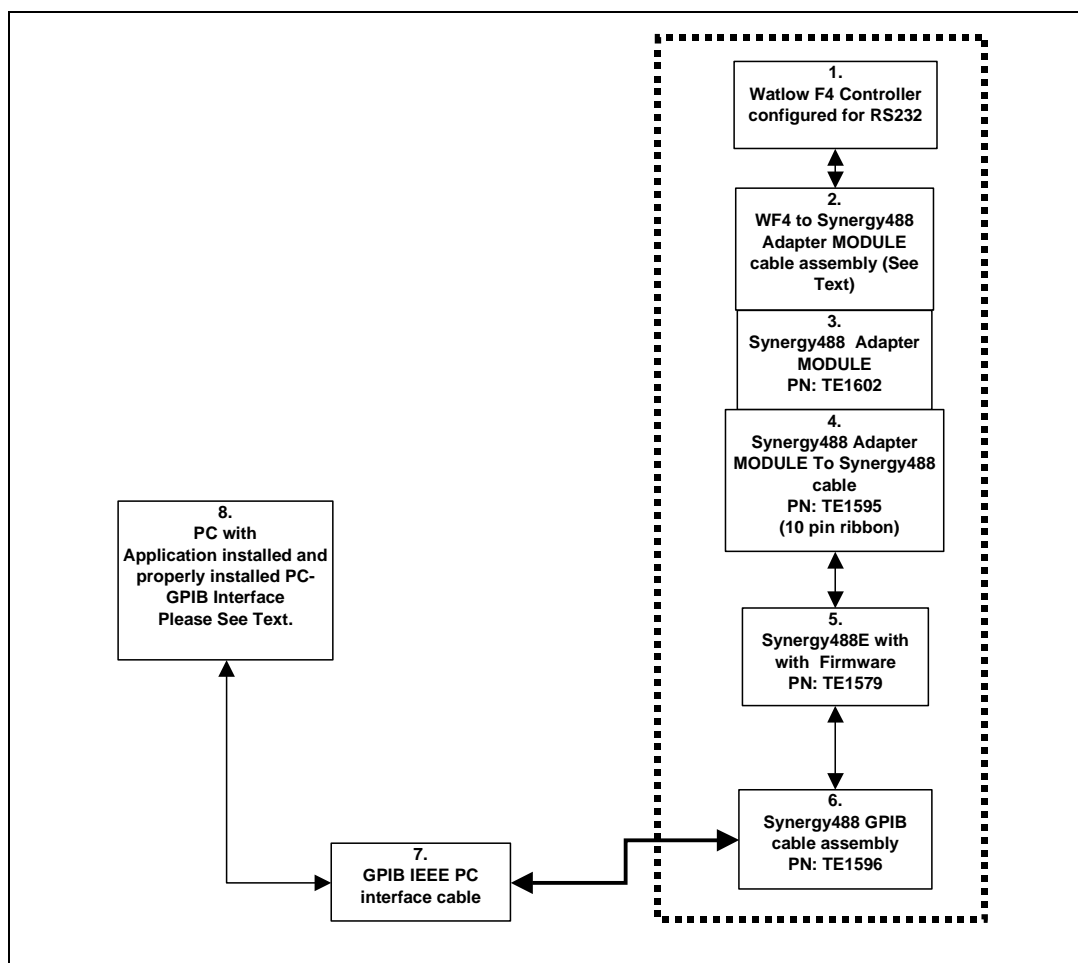 1.
Watlow F4 Controller
configured for RS232
2.
WF4 to Synergy488
Adapter MODULE
cable assembly (See
Text)
3.
Synergy488 Adapter
MODULE
PN: TE1602
4.
Synergy488 Adapter
MODULE To Synergy488
cable
PN: TE1595
(10 pin ribbon)
5.
Synergy488E with
with Firmware
PN: TE1579
6.
Synergy488 GPIB
cable assembly
PN: TE1596
7.
GPIB IEEE PC
interface cable
8.
PC with
Application installed and
properly installed PC-
GPIB Interface
Please See Text.